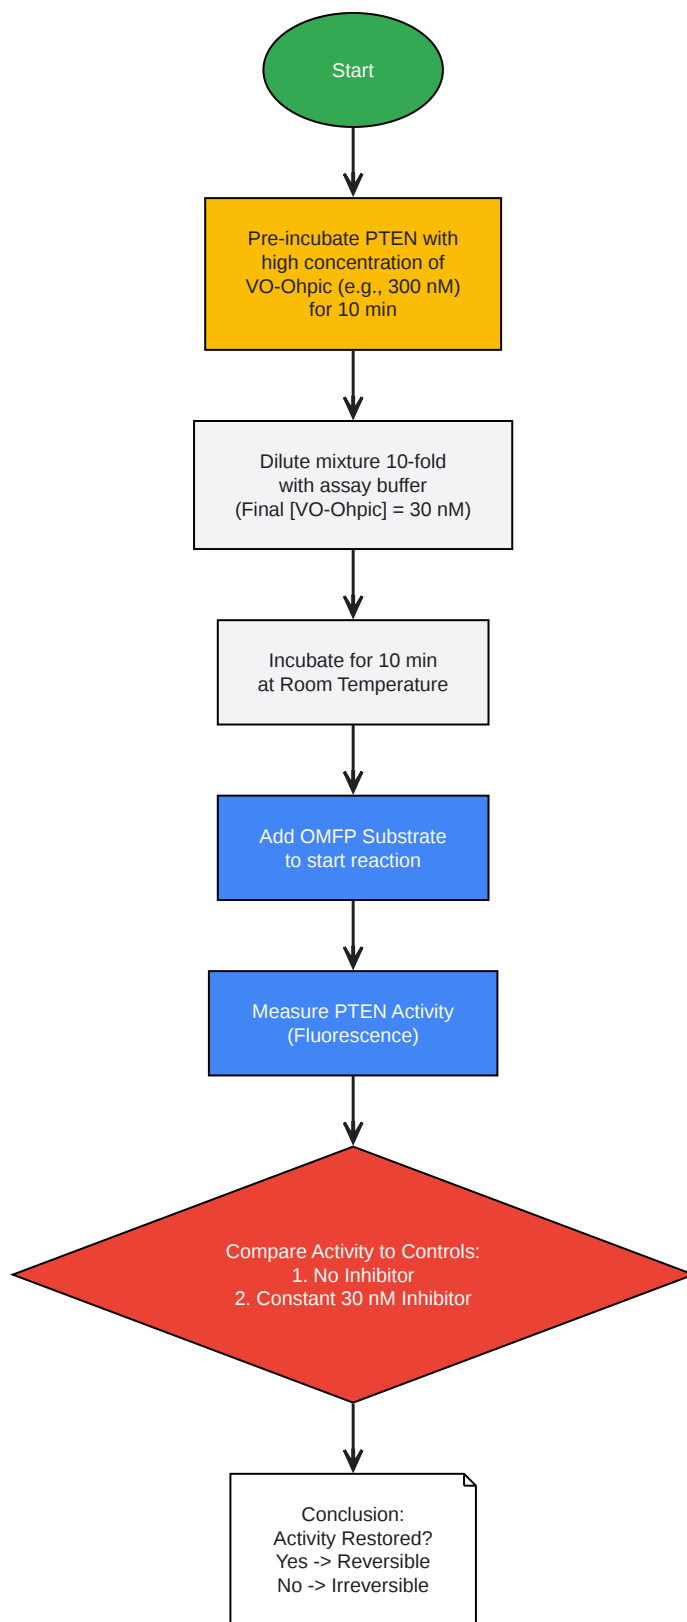 Start
Pre-incubate PTEN with
high concentration of
VO-Ohpic (e.g., 300 nM)
for 10 min
Dilute mixture 10-fold
with assay buffer
(Final [VO-Ohpic] = 30 nM)
Incubate for 10 min
at Room Temperature
Add OMFP Substrate
to start reaction
Measure PTEN Activity
(Fluorescence)
Compare Activity to Controls:
1. No Inhibitor
2. Constant 30 nM Inhibitor
Conclusion:
Activity Restored?
Yes -> Reversible
No -> Irreversible